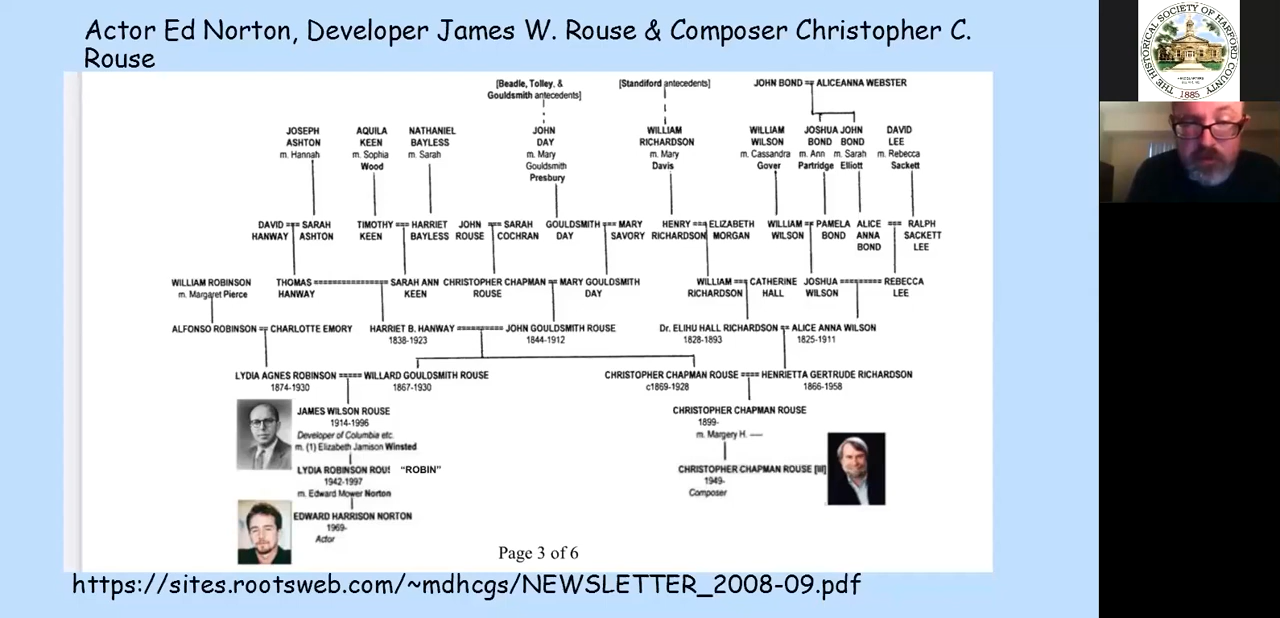 Actor Ed Norton, Developer James W. Rouse & Composer Christopher C.
Rouse
[Beadle, Tolley, &
Gouldsmith antecedents]
[Standiford antecedents]
JOHN BOND == ALICEANNA WEBSTER
JOSEPH
ASHTON
m. Hannah
AQUILA
KEEN
m. Sophia
Wood
NATHANIEL
BAYLESS
m. Sarah
JOHN
DAY
m. Mary
Gouldsmith
Presbury
WILLIAM
RICHARDSON
m. Mary
Davis
WILLIAM
WILSON
m. Cassandra
Gover
JOSHUA
BOND
m. Ann
Partridge
JOHN
BOND
m. Sarah
Elliott
DAVID
LEE
m. Rebecca
Sackett
DAVID === SARAH
HANWAY ASHTON
TIMOTHY === HARRIET
KEEN BAYLESS
JOHN === SARAH
ROUSE COCHRAN
GOULDSMITH === MARY
DAY SAVORY
HENRY === ELIZABETH
RICHARDSON MORGAN
WILLIAM == PAMELA
WILSON BOND
ALICE === RALPH
ANNA SACKETT
BOND LEE
WILLIAM ROBINSON
m. Margaret Pierce
THOMAS ================ SARAH ANN
HANWAY KEEN
CHRISTOPHER CHAPMAN == MARY GOULDSMITH
ROUSE DAY
WILLIAM === CATHERINE
RICHARDSON HALL
JOSHUA ========= REBECCA
WILSON LEE
ALFONSO ROBINSON == CHARLOTTE EMORY
HARRIET B. HANWAY ========== JOHN GOULDSMITH ROUSE
1838-1923 1844-1912
Dr. ELIHU HALL RICHARDSON == ALICE ANNA WILSON
1828-1893 1825-1911
LYDIA AGNES ROBINSON ===== WILLARD GOULDSMITH ROUSE
1874-1930 1867-1930
CHRISTOPHER CHAPMAN ROUSE ==== HENRIETTA GERTRUDE RICHARDSON
c1869-1928 1866-1958
JAMES WILSON ROUSE
1914-1996
Developer of Columbia etc.
m. (1) Elizabeth Jamison Winsted
LYDIA ROBINSON ROU! "ROBIN"
1942-1997
m. Edward Mower Norton
EDWARD HARRISON NORTON
1969-
Actor
CHRISTOPHER CHAPMAN ROUSE
1899-
m. Margery H. —
CHRISTOPHER CHAPMAN ROUSE [III]
1949-
Composer
Page 3 of 6
https://sites.rootsweb.com/~mdhcgs/NEWSLETTER_2008-09.pdf
THE HISTORICAL SOCIETY OF HARFORD COUNTY
1885